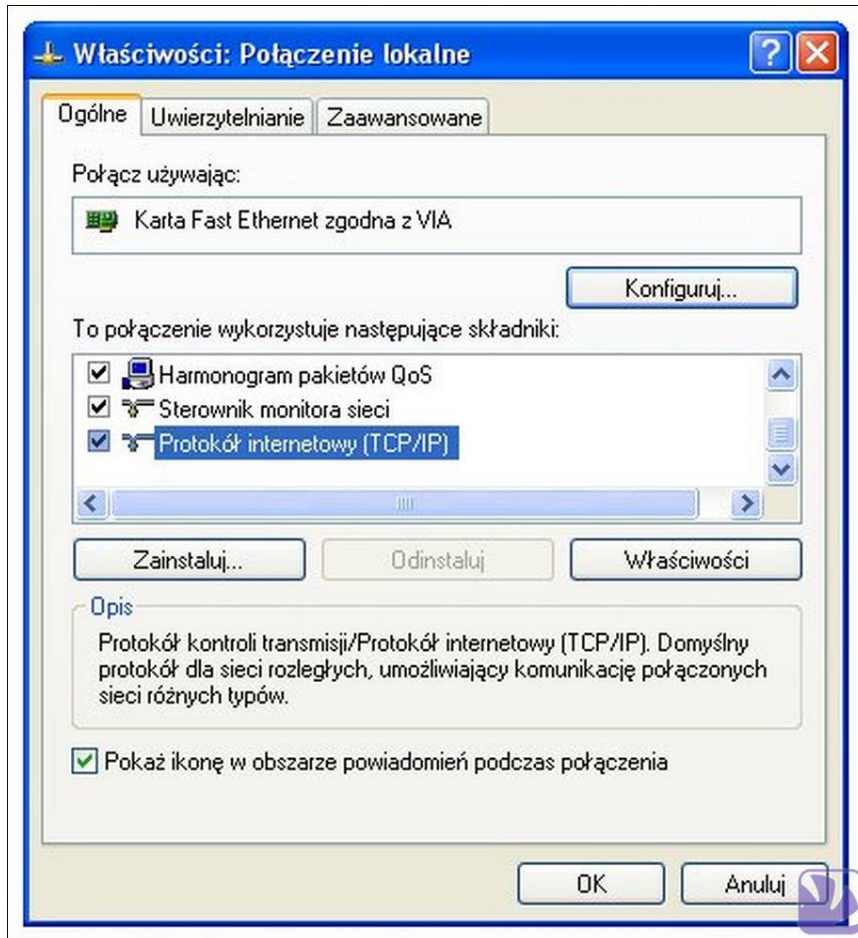 Właściwości: Połączenie lokalne
Ogólne Uwierzytelnianie Zaawansowane
Połącz używając:
Karta Fast Ethernet zgodna z VIA
Konfiguruj...
To połączenie wykorzystuje następujące składniki:
Harmonogram pakietów QoS
Sterownik monitora sieci
Protokół internetowy (TCP/IP)
Zainstaluj... Odinstaluj Właściwości
Opis
Protokół kontroli transmisji/Protokół internetowy (TCP/IP). Domyślny
protokół dla sieci rozległych, umożliwiający komunikację połączonych
sieci różnych typów.
Pokaż ikonę w obszarze powiadomień podczas połączenia
OK Anuluj